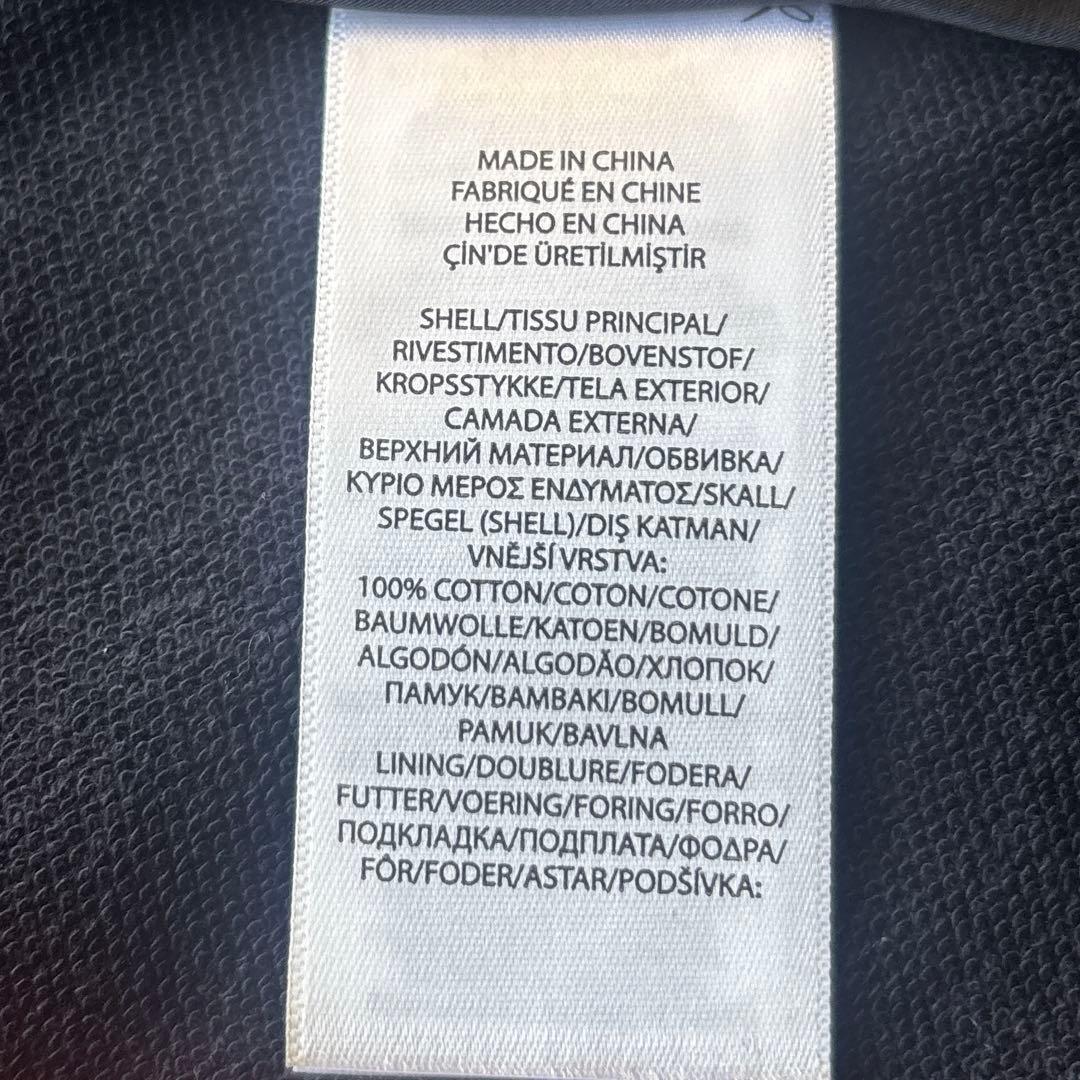 MADE IN CHINA
FABRIQUÉ EN CHINE
HECHO EN CHINA
ÇİN'DE ÜRETİLMİŞTİR
SHELL/TISSU PRINCIPAL/
RIVESTIMENTO/BOVENSTOF/
KROPSSTYKKE/TELA EXTERIOR/
CAMADA EXTERNA/
ВЕРХНИЙ МАТЕРИАЛ/ОБВИВКА/
ΚΥΡΙΟ ΜΕΡΟΣ ΕΝΔΥΜΑΤΟΣ/SKALL/
SPEGEL (SHELL)/DIŞ KATMAN/
VNĚJŠÍ VRSTVA:
100% COTTON/COTON/COTONE/
BAUMWOLLE/KATOEN/BOMULD/
ALGODÓN/ALGODÃO/ХЛОПОК/
ПАМУК/ΒΑΜΒΑΚΙ/BOMULL/
PAMUK/BAVLNA
LINING/DOUBLURE/FODERA/
FUTTER/VOERING/FORING/FORRO/
ПОДКЛАДКА/ПОДПЛАТА/ΦΟΔΡΑ/
FÔR/FODER/ASTAR/PODŠÍVKA: